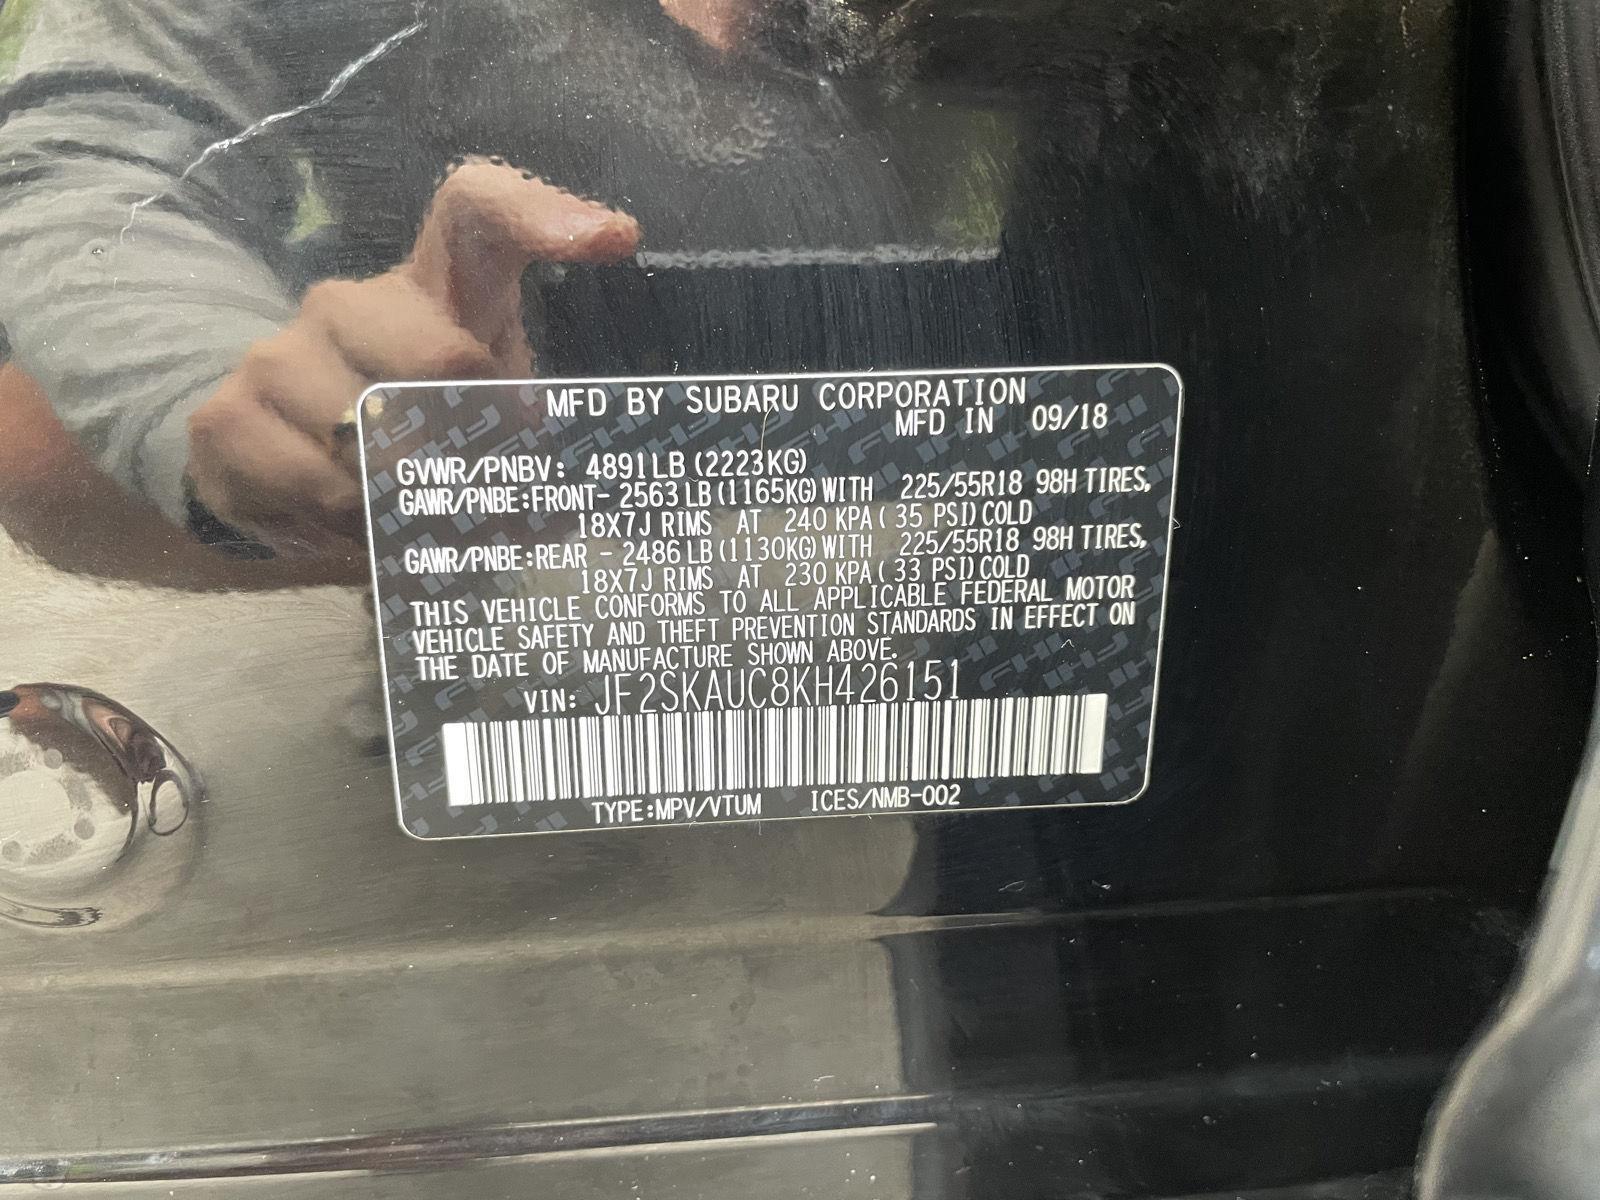 MFD BY SUBARU CORPORATION
MFD IN 09/18
GVWR/PNBV: 4891LB (2223KG)
GAWR/PNBE:FRONT- 2563LB (1165KG) WITH 225/55R18 98H TIRES,
18X7J RIMS AT 240 KPA ( 35 PSI) COLD
GAWR/PNBE:REAR - 2486LB (1130KG) WITH 225/55R18 98H TIRES,
18X7J RIMS AT 230 KPA ( 33 PSI) COLD
THIS VEHICLE CONFORMS TO ALL APPLICABLE FEDERAL MOTOR
VEHICLE SAFETY AND THEFT PREVENTION STANDARDS IN EFFECT ON
THE DATE OF MANUFACTURE SHOWN ABOVE.
VIN: JF2SKAUC8KH426151
TYPE:MPV/VTUM ICES/NMB-002